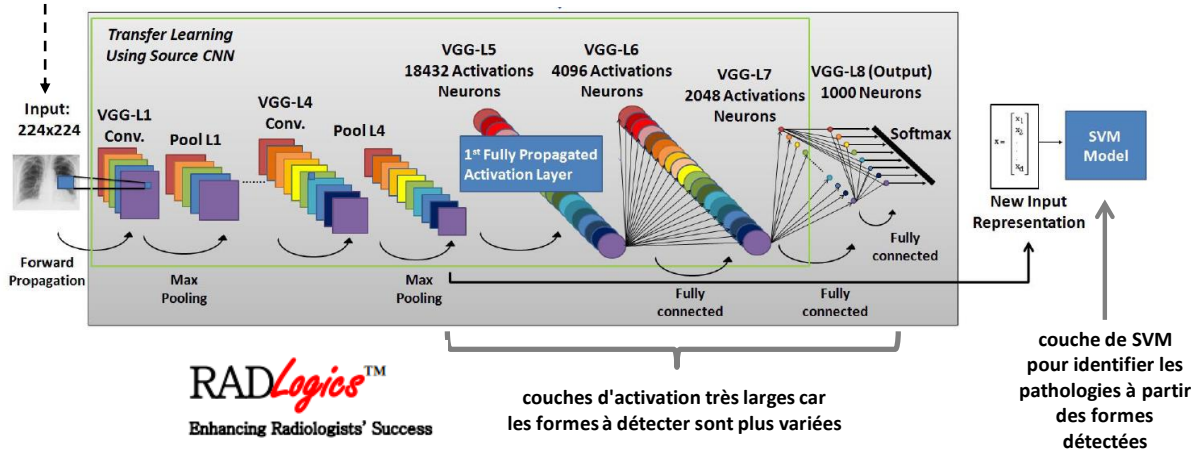 Transfer Learning
Using Source CNN
Input:
224x224
VGG-L1
Conv.
Pool L1
VGG-L4
Conv.
Pool L4
VGG-L5
18432 Activations
Neurons
1st Fully Propagated
Activation Layer
VGG-L6
4096 Activations
Neurons
VGG-L7
2048 Activations
Neurons
VGG-L8 (Output)
1000 Neurons
Softmax
x =
x1
x2
.
.
xd
SVM
Model
New Input
Representation
Forward
Propagation
Max
Pooling
Max
Pooling
Fully
connected
Fully
connected
Fully
connected
RADLogics™
Enhancing Radiologists' Success
couches d'activation très larges car
les formes à détecter sont plus variées
couche de SVM
pour identifier les
pathologies à partir
des formes
détectées